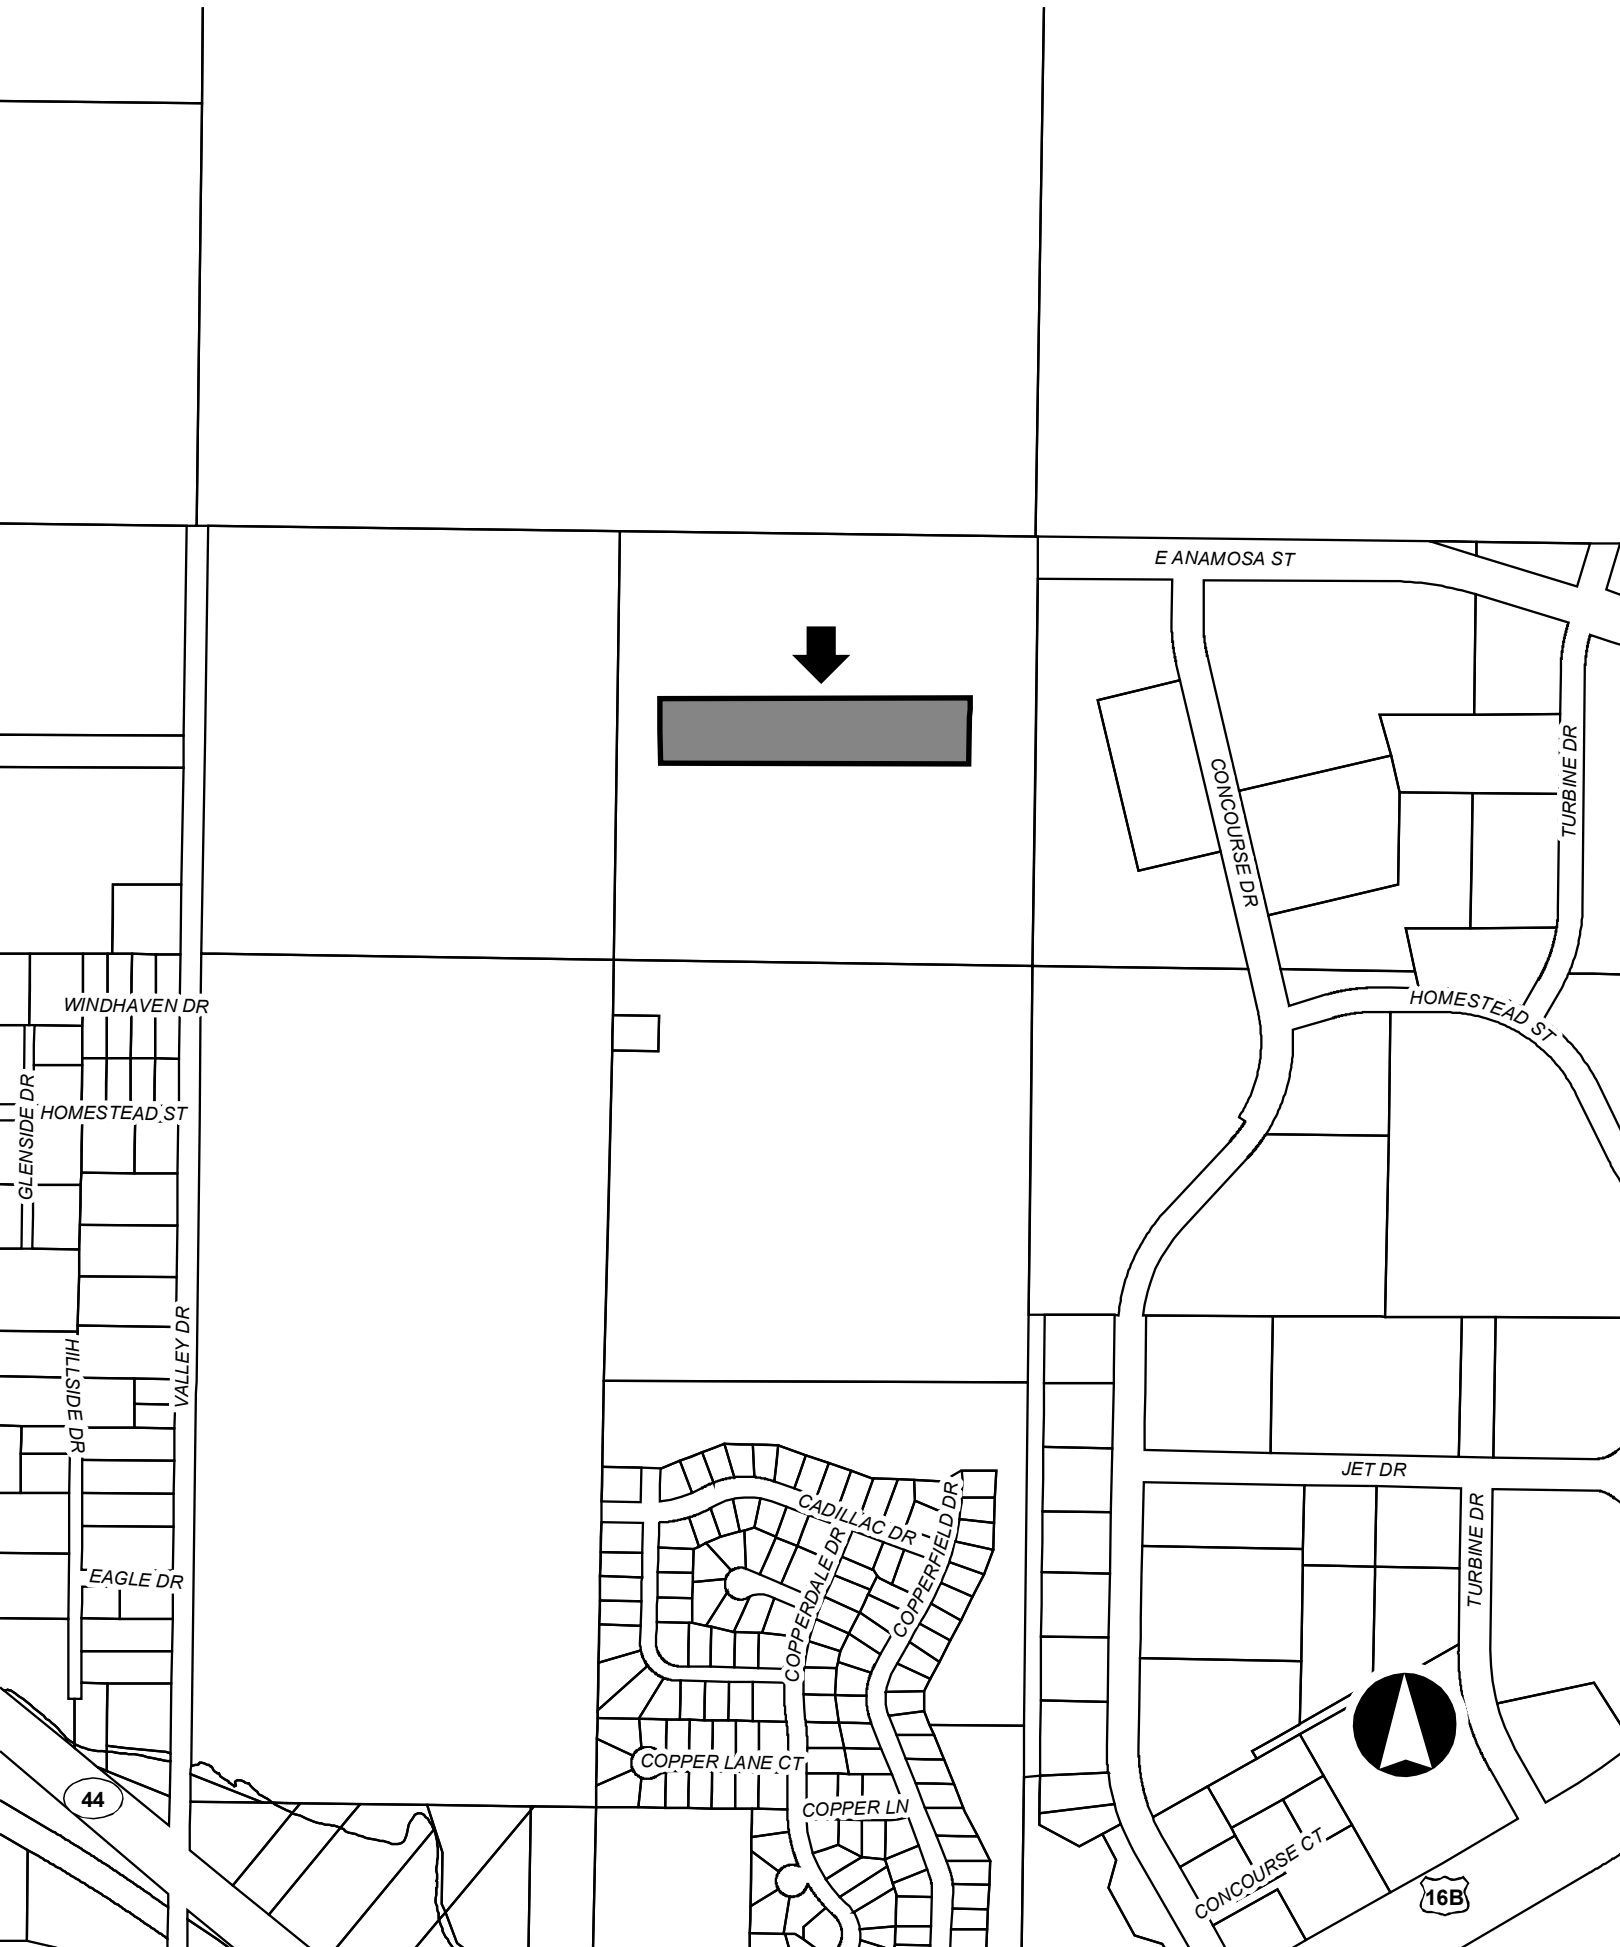 E ANAMOSA ST
TURBINE DR
CONCOURSE DR
WINDHAVEN DR
HOMESTEAD ST
GLENSIDE DR
HOMESTEAD ST
VALLEY DR
HILLSIDE DR
JET DR
CADILLAC DR
COPPERFIELD DR
TURBINE DR
COPPERDALE DR
EAGLE DR
COPPER LANE CT
44
COPPER LN
CONCOURSE CT
16B